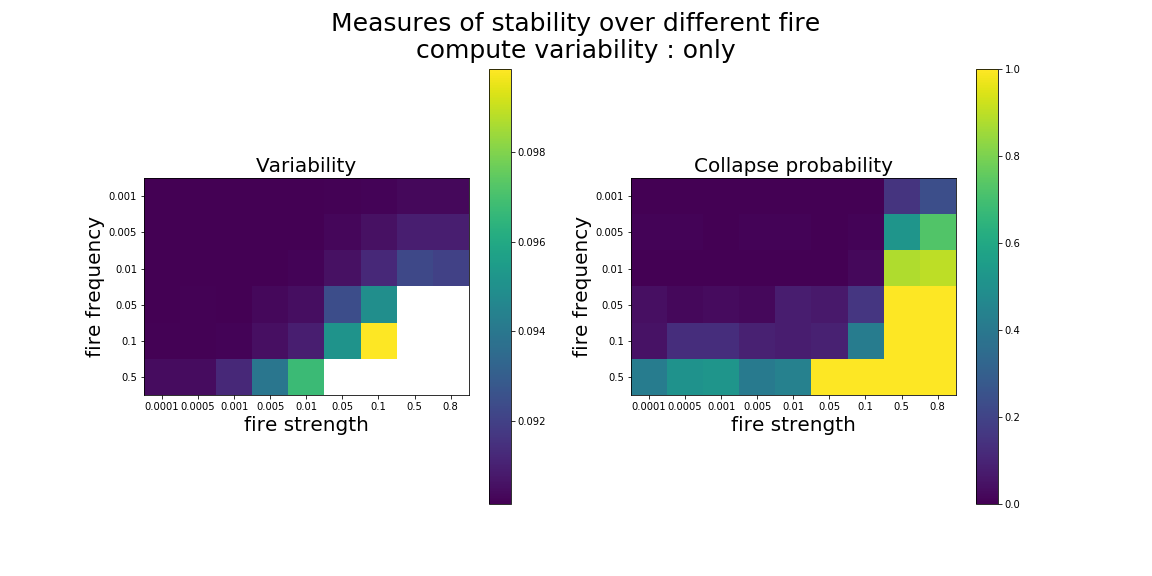 Measures of stability over different fire
compute variability : only
Variability
fire frequency
0.001
0.005
0.01
0.05
0.1
0.5
0.0001 0.0005 0.001 0.005 0.01 0.05 0.1 0.5 0.8
fire strength
0.098
0.096
0.094
0.092
Collapse probability
fire frequency
0.001
0.005
0.01
0.05
0.1
0.5
0.0001 0.0005 0.001 0.005 0.01 0.05 0.1 0.5 0.8
fire strength
1.0
0.8
0.6
0.4
0.2
0.0